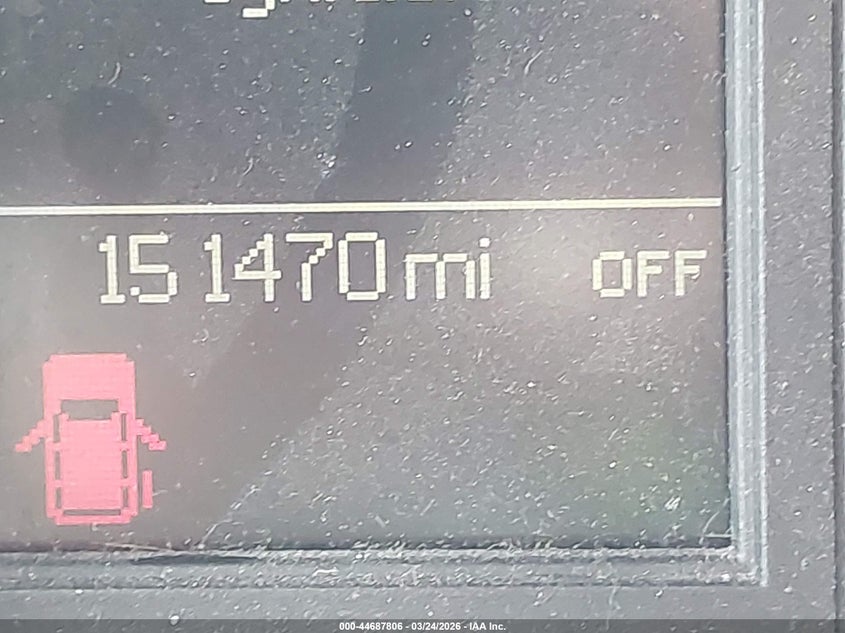 151470 mi OFF
000-44687806 - 03/24/2026 - IAA Inc.